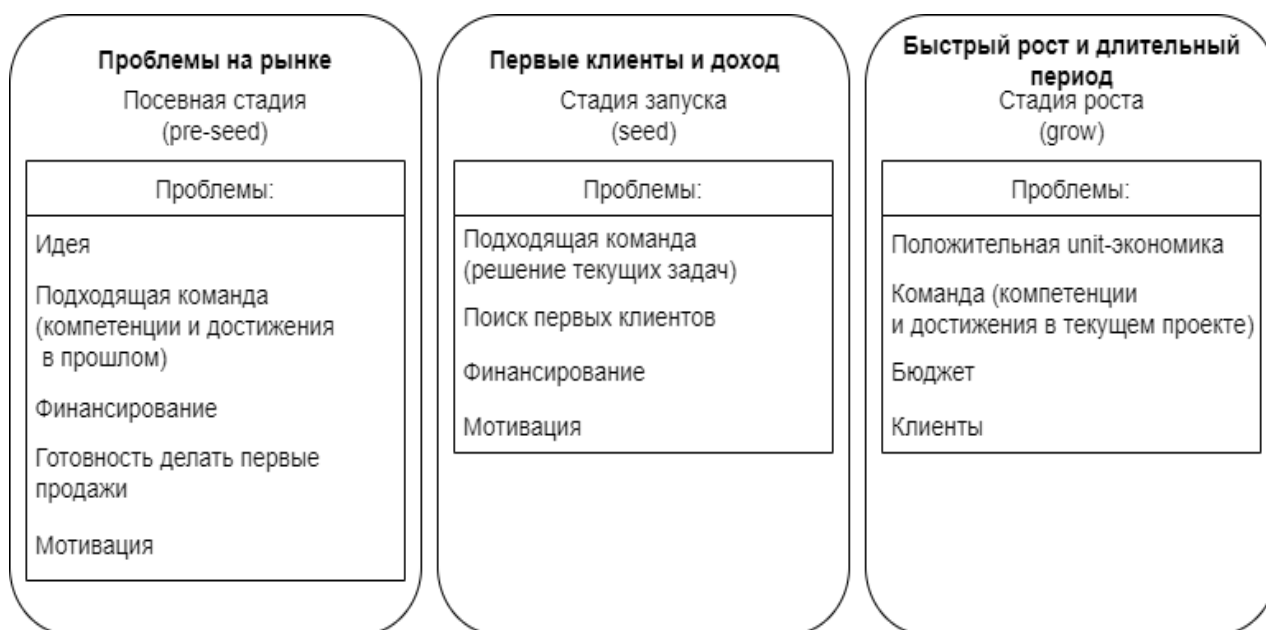 Проблемы на рынке
Посевная стадия
(pre-seed)
Проблемы:
Идея
Подходящая команда
(компетенции и достижения
в прошлом)
Финансирование
Готовность делать первые
продажи
Мотивация
Первые клиенты и доход
Стадия запуска
(seed)
Проблемы:
Подходящая команда
(решение текущих задач)
Поиск первых клиентов
Финансирование
Мотивация
Быстрый рост и длительный
период
Стадия роста
(grow)
Проблемы:
Положительная unit-экономика
Команда (компетенции
и достижения в текущем проекте)
Бюджет
Клиенты